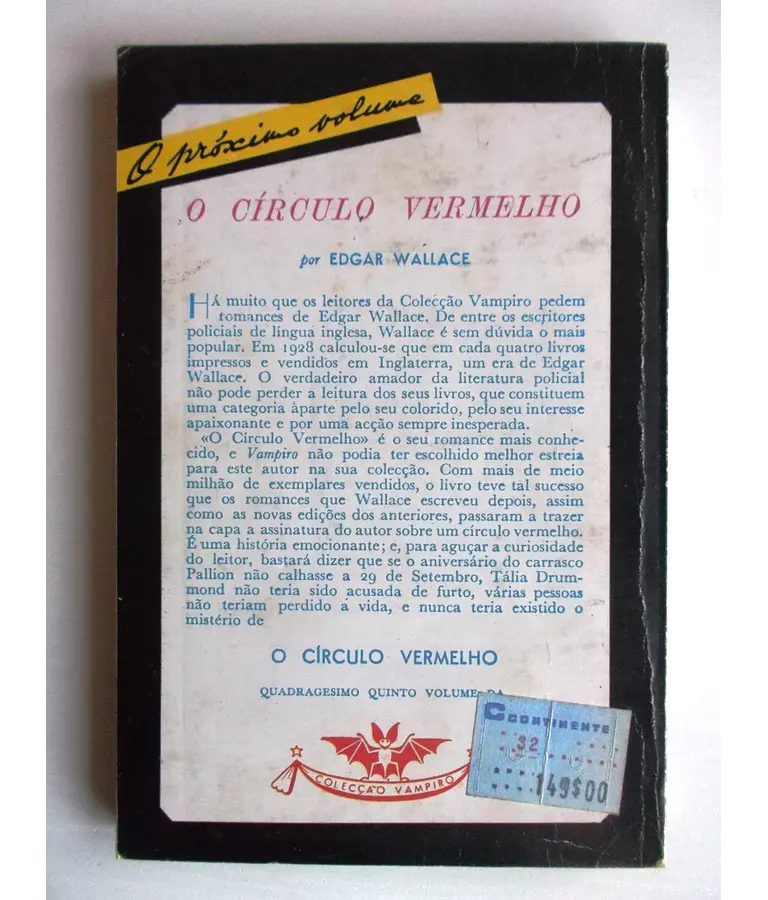 O próximo volume
O CÍRCULO VERMELHO
por EDGAR WALLACE
HÁ muito que os leitores da Colecção Vampiro pedem
romances de Edgar Wallace. De entre os escritores
policiais de língua inglesa, Wallace é sem dúvida o mais
popular. Em 1928 calculou-se que em cada quatro livros
impressos e vendidos em Inglaterra, um era de Edgar
Wallace. O verdadeiro amador da literatura policial
não pode perder a leitura dos seus livros, que constituem
uma categoria àparte pelo seu colorido, pelo seu interesse
apaixonante e por uma acção sempre inesperada.
«O Círculo Vermelho» é o seu romance mais conhe-
cido, e Vampiro não podia ter escolhido melhor estreia
para este autor na sua colecção. Com mais de meio
milhão de exemplares vendidos, o livro teve tal sucesso
que os romances que Wallace escreveu depois, assim
como as novas edições dos anteriores, passaram a trazer
na capa a assinatura do autor sobre um círculo vermelho.
É uma história emocionante; e, para aguçar a curiosidade
do leitor, bastará dizer que se o aniversário do carrasco
Pallion não calhasse a 29 de Setembro, Tália Drum-
mond não teria sido acusada de furto, várias pessoas
não teriam perdido a vida, e nunca teria existido o
mistério de
O CÍRCULO VERMELHO
QUADRAGESIMO QUINTO VOLUME DA
COLECÇÃO VAMPIRO
CONTINENTE
32
149$00